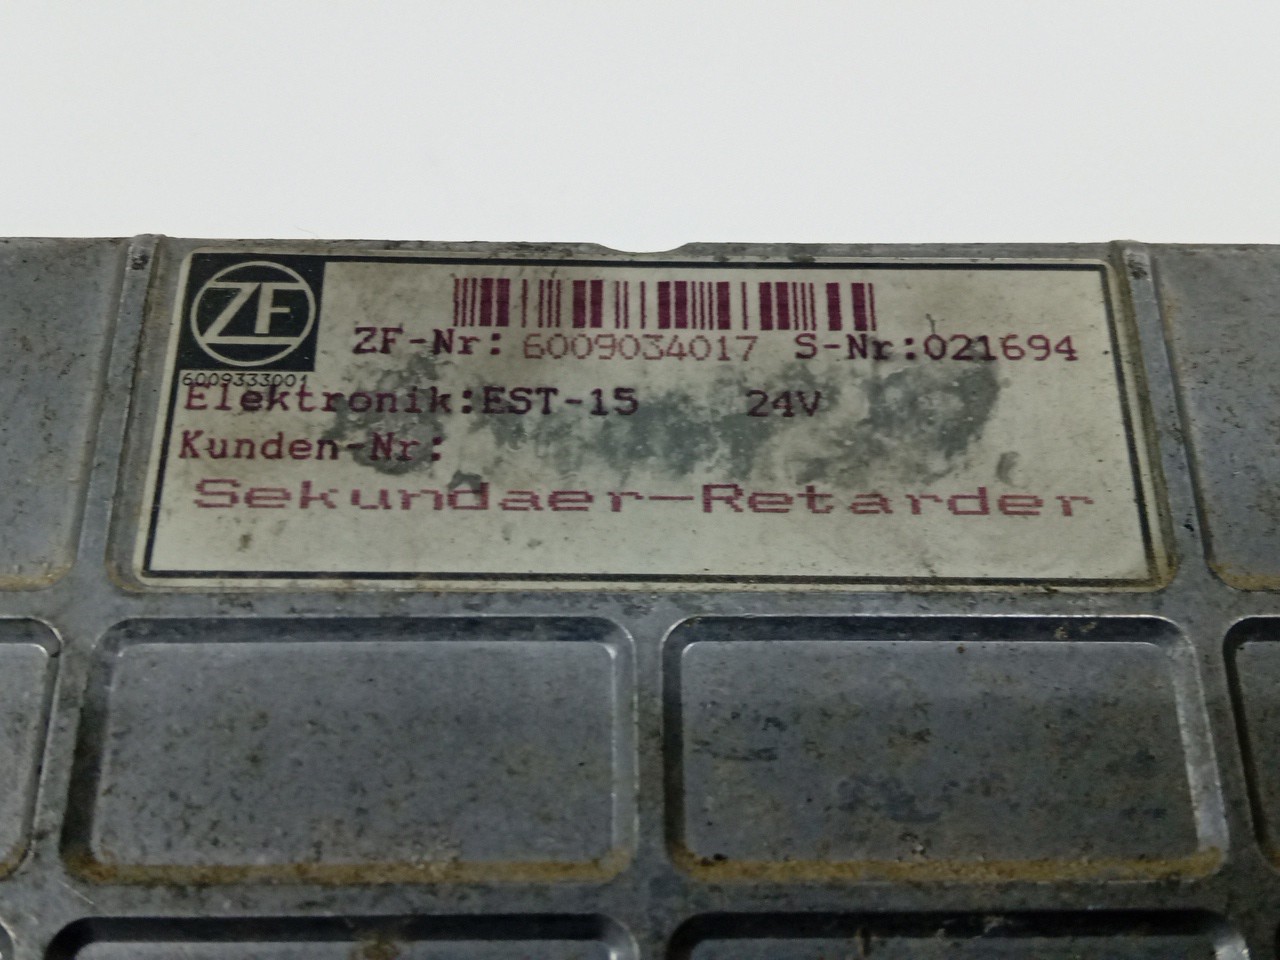 ZF
ZF-Nr: 6009034017 S-Nr:021694
6009333001
Elektronik:EST-15 24V
Kunden-Nr:
Sekundaer-Retarder